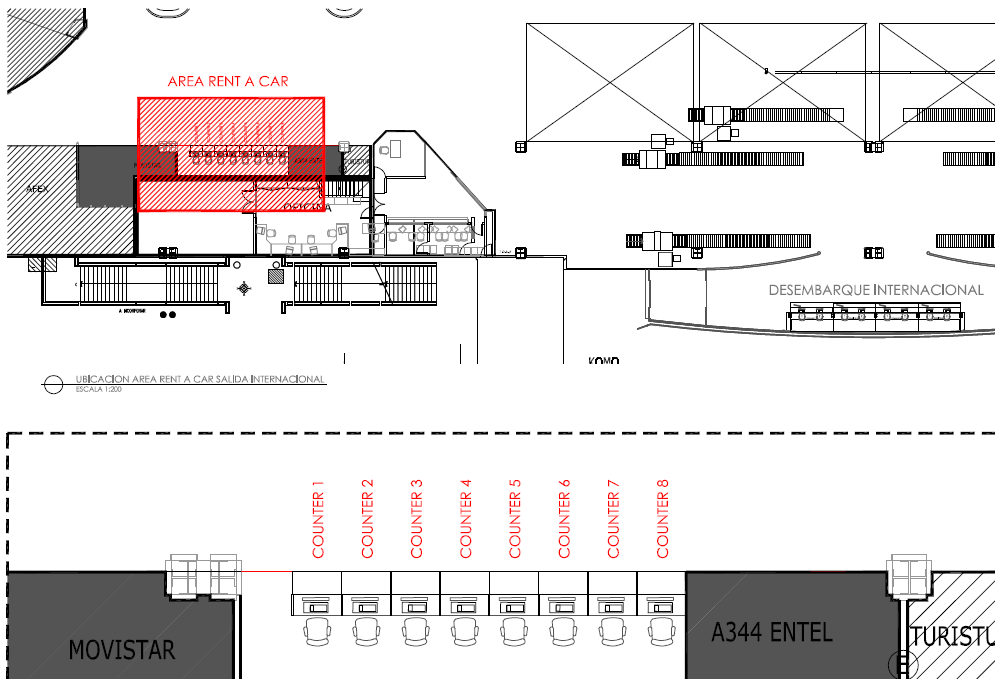 AREA RENT A CAR
AFEX
OFICINA
DESEMBARQUE INTERNACIONAL
UBICACION AREA RENT A CAR SALIDA INTERNACIONAL
ESCALA 1:200
COUNTER 1
COUNTER 2
COUNTER 3
COUNTER 4
COUNTER 5
COUNTER 6
COUNTER 7
COUNTER 8
MOVISTAR
A344 ENTEL
TURISTU